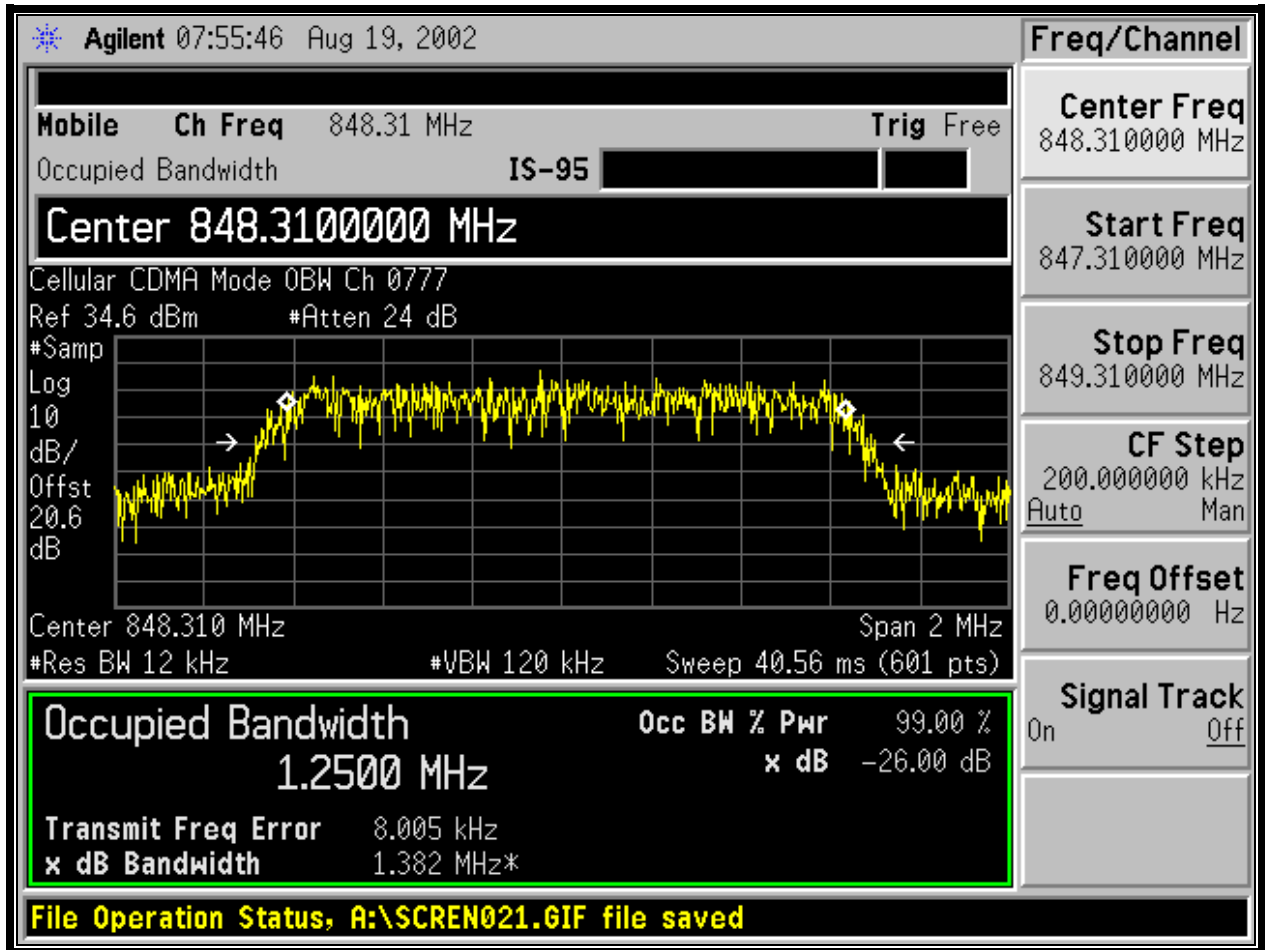 Agilent 07:55:46 Aug 19, 2002
Freq/Channel
Mobile Ch Freq 848.31 MHz Trig Free
Occupied Bandwidth IS-95
Center 848.3100000 MHz
Cellular CDMA Mode OBW Ch 0777
Ref 34.6 dBm #Atten 24 dB
#Samp
Log
10
dB/
Offst
20.6
dB
Center 848.310 MHz Span 2 MHz
#Res BW 12 kHz #VBW 120 kHz Sweep 40.56 ms (601 pts)
Occupied Bandwidth Occ BW % Pwr 99.00 %
1.2500 MHz x dB -26.00 dB
Transmit Freq Error 8.005 kHz
x dB Bandwidth 1.382 MHz*
File Operation Status, A:\SCREN021.GIF file saved
Center Freq
848.310000 MHz
Start Freq
847.310000 MHz
Stop Freq
849.310000 MHz
CF Step
200.000000 kHz
Auto Man
Freq Offset
0.00000000 Hz
Signal Track
On Off